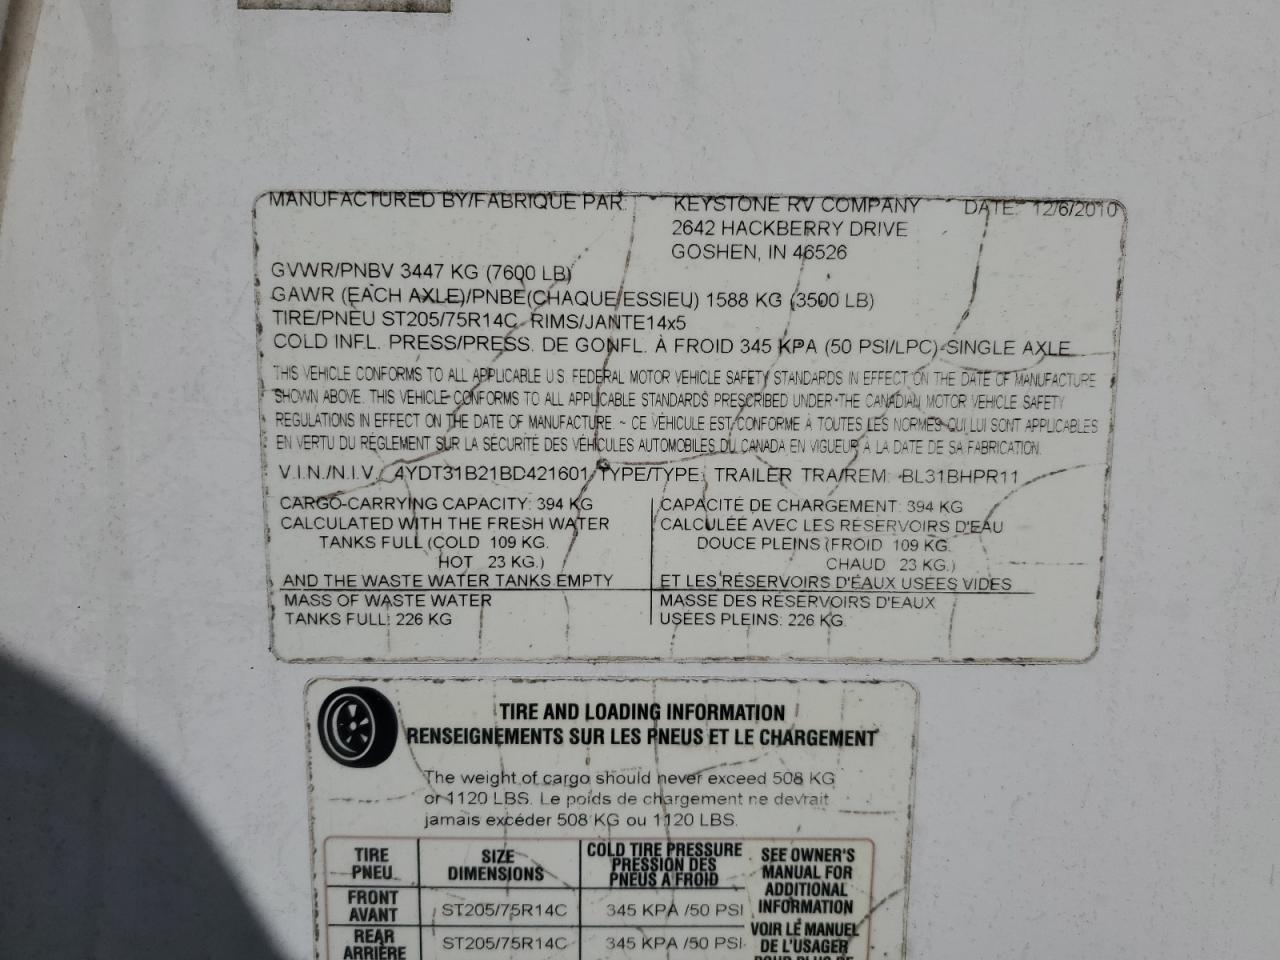 MANUFACTURED BY/FABRIQUE PAR: KEYSTONE RV COMPANY DATE: 12/6/2010
2642 HACKBERRY DRIVE
GOSHEN, IN 46526
GVWR/PNBV 3447 KG (7600 LB)
GAWR (EACH AXLE)/PNBE(CHAQUE ESSIEU) 1588 KG (3500 LB)
TIRE/PNEU ST205/75R14C RIMS/JANTE14x5
COLD INFL. PRESS/PRESS. DE GONFL. À FROID 345 KPA (50 PSI/LPC) SINGLE AXLE
THIS VEHICLE CONFORMS TO ALL APPLICABLE U.S. FEDERAL MOTOR VEHICLE SAFETY STANDARDS IN EFFECT ON THE DATE OF MANUFACTURE
SHOWN ABOVE. THIS VEHICLE CONFORMS TO ALL APPLICABLE STANDARDS PRESCRIBED UNDER THE CANADIAN MOTOR VEHICLE SAFETY
REGULATIONS IN EFFECT ON THE DATE OF MANUFACTURE ~ CE VÉHICULE EST CONFORME À TOUTES LES NORMES QUI LUI SONT APPLICABLES
EN VERTU DU RÉGLEMENT SUR LA SÉCURITÉ DES VÉHICULES AUTOMOBILES DU CANADA EN VIGUEUR À LA DATE DE SA FABRICATION.
V.I.N./N.I.V. 4YDT31B21BD421601 TYPE/TYPE: TRAILER TRA/REM: BL31BHPR11
CARGO-CARRYING CAPACITY: 394 KG
CALCULATED WITH THE FRESH WATER
TANKS FULL (COLD 109 KG.
HOT 23 KG.)
AND THE WASTE WATER TANKS EMPTY
MASS OF WASTE WATER
TANKS FULL: 226 KG
CAPACITÉ DE CHARGEMENT: 394 KG
CALCULÉE AVEC LES RÉSERVOIRS D'EAU
DOUCE PLEINS (FROID 109 KG.
CHAUD 23 KG.)
ET LES RÉSERVOIRS D'EAUX USÉES VIDES
MASSE DES RÉSERVOIRS D'EAUX
USÉES PLEINS: 226 KG.
TIRE AND LOADING INFORMATION
RENSEIGNEMENTS SUR LES PNEUS ET LE CHARGEMENT
The weight of cargo should never exceed 508 KG
or 1120 LBS. Le poids de chargement ne devrait
jamais excéder 508 KG ou 1120 LBS.
TIRE
PNEU
SIZE
DIMENSIONS
COLD TIRE PRESSURE
PRESSION DES
PNEUS A FROID
FRONT
AVANT
ST205/75R14C
345 KPA /50 PSI
REAR
ARRIÈRE
ST205/75R14C
345 KPA /50 PSI
SEE OWNER'S
MANUAL FOR
ADDITIONAL
INFORMATION
VOIR LE MANUEL
DE L'USAGER
POUR PLUS DE